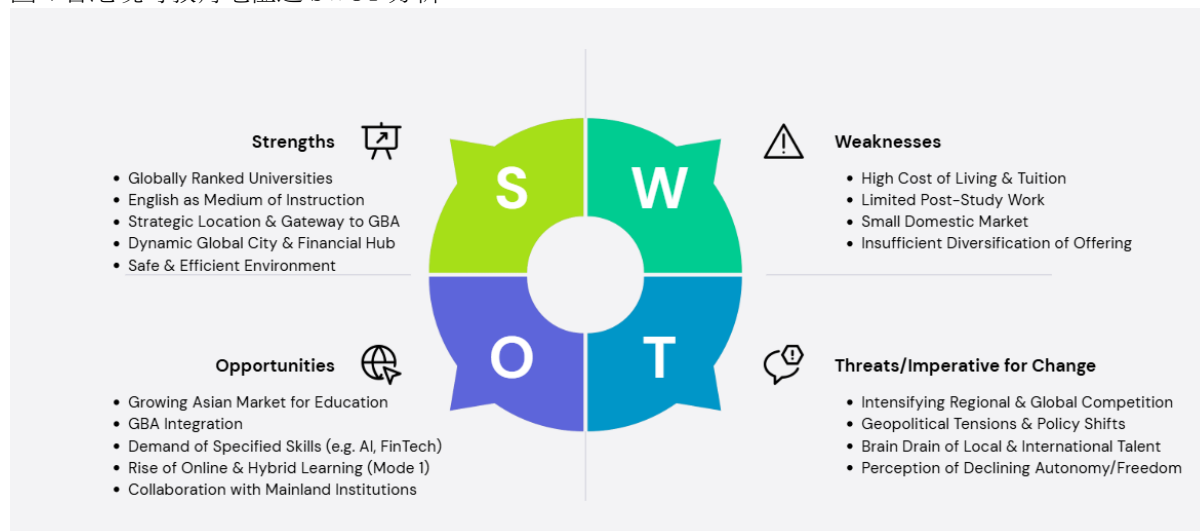 Strengths
• Globally Ranked Universities
• English as Medium of Instruction
• Strategic Location & Gateway to GBA
• Dynamic Global City & Financial Hub
• Safe & Efficient Environment
S
W
Weaknesses
• High Cost of Living & Tuition
• Limited Post-Study Work
• Small Domestic Market
• Insufficient Diversification of Offering
Opportunities
• Growing Asian Market for Education
• GBA Integration
• Demand of Specified Skills (e.g. AI, FinTech)
• Rise of Online & Hybrid Learning (Mode 1)
• Collaboration with Mainland Institutions
O
T
Threats/Imperative for Change
• Intensifying Regional & Global Competition
• Geopolitical Tensions & Policy Shifts
• Brain Drain of Local & International Talent
• Perception of Declining Autonomy/Freedom